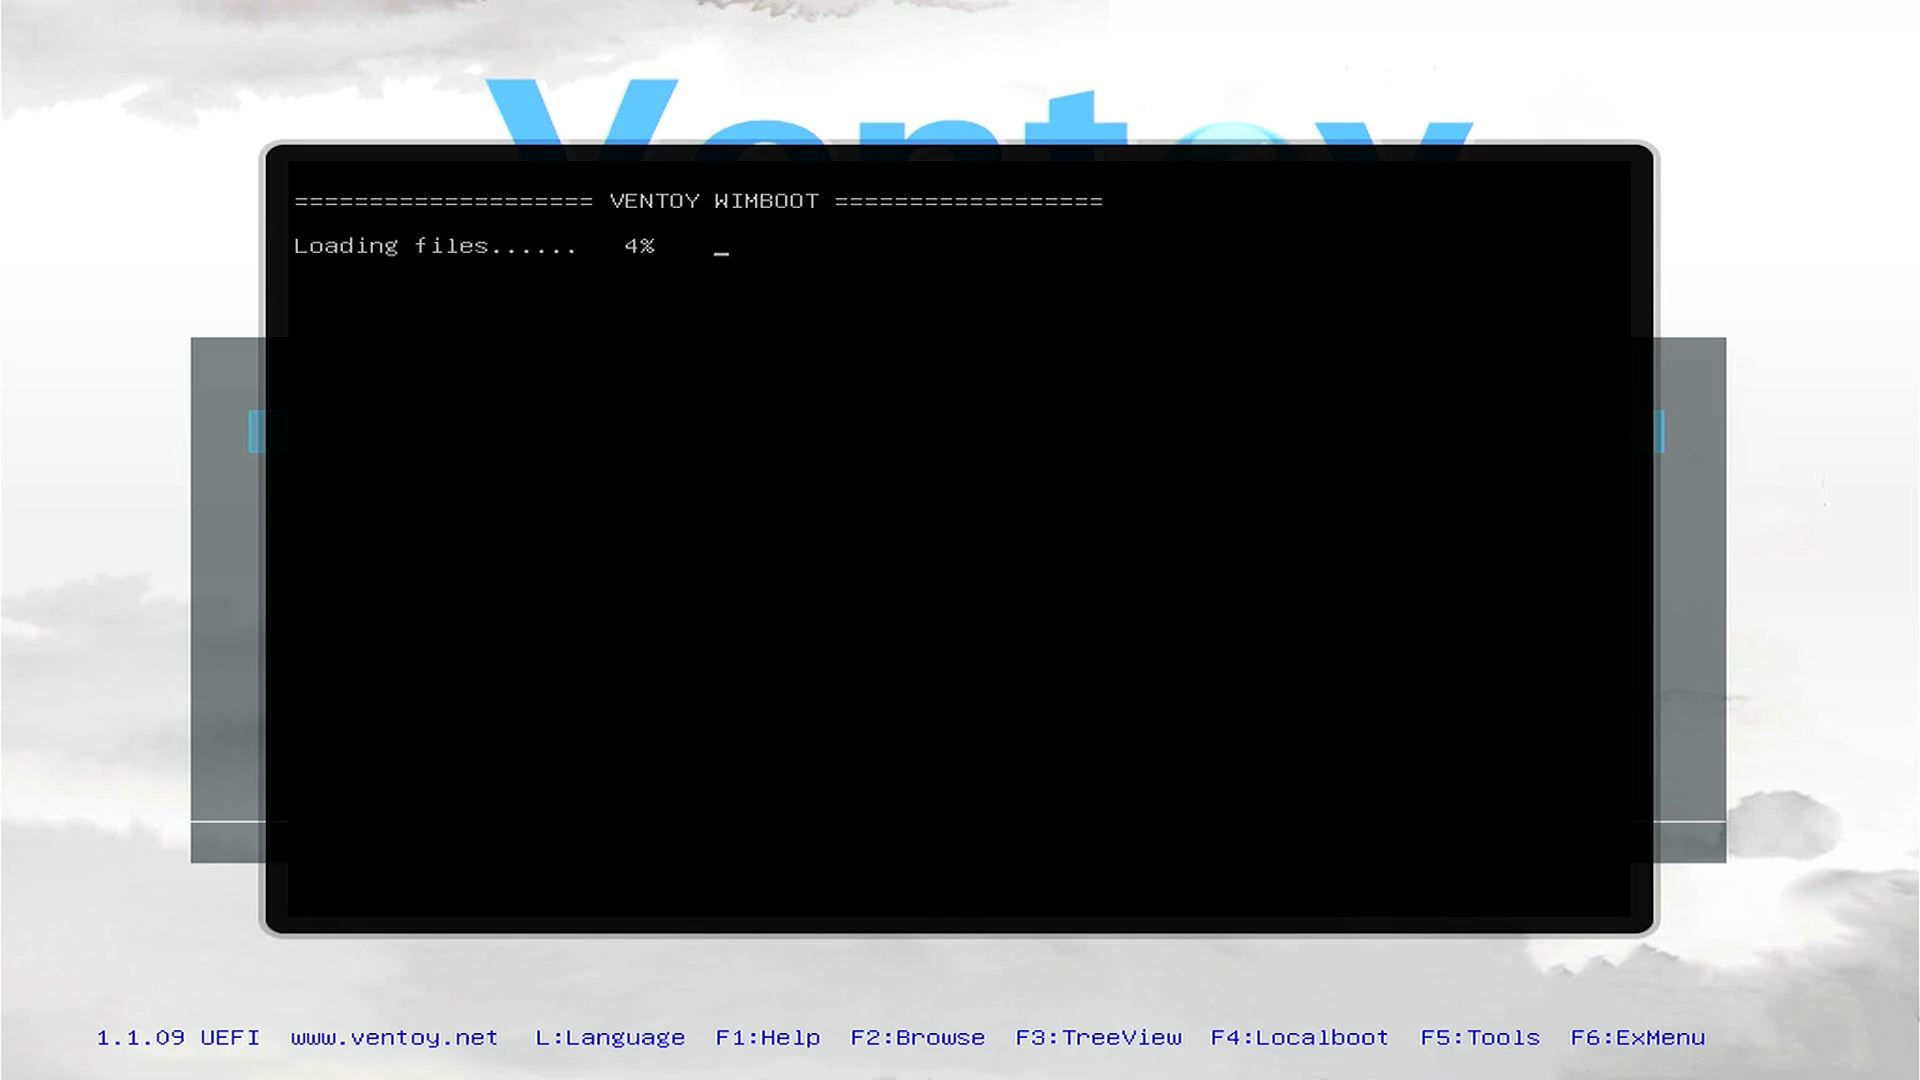 Ventoy
==================== VENTOY WIMBOOT ==================
Loading files...... 4% _
1.1.09 UEFI www.ventoy.net L:Language F1:Help F2:Browse F3:TreeView F4:Localboot F5:Tools F6:ExMenu